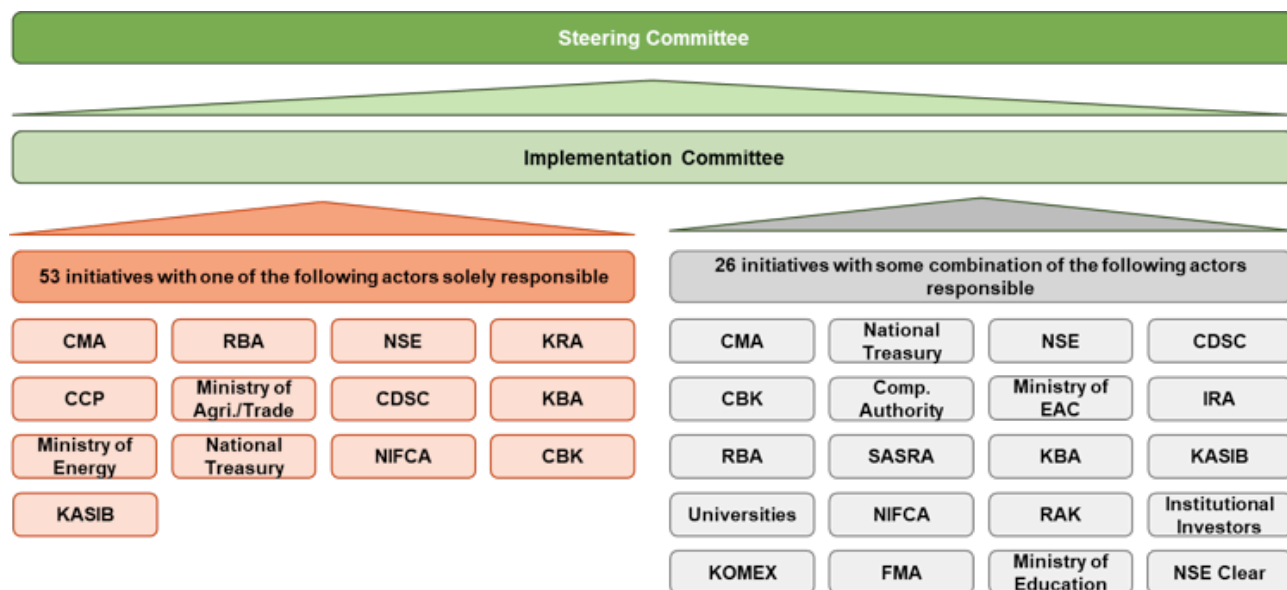 Steering Committee
Implementation Committee
53 initiatives with one of the following actors solely responsible
CMA
RBA
NSE
KRA
CCP
Ministry of
Agri./Trade
CDSC
KBA
Ministry of
Energy
National
Treasury
NIFCA
CBK
KASIB
26 initiatives with some combination of the following actors
responsible
CMA
National
Treasury
NSE
CDSC
CBK
Comp.
Authority
Ministry of
EAC
IRA
RBA
SASRA
KBA
KASIB
Universities
NIFCA
RAK
Institutional
Investors
KOMEX
FMA
Ministry of
Education
NSE Clear